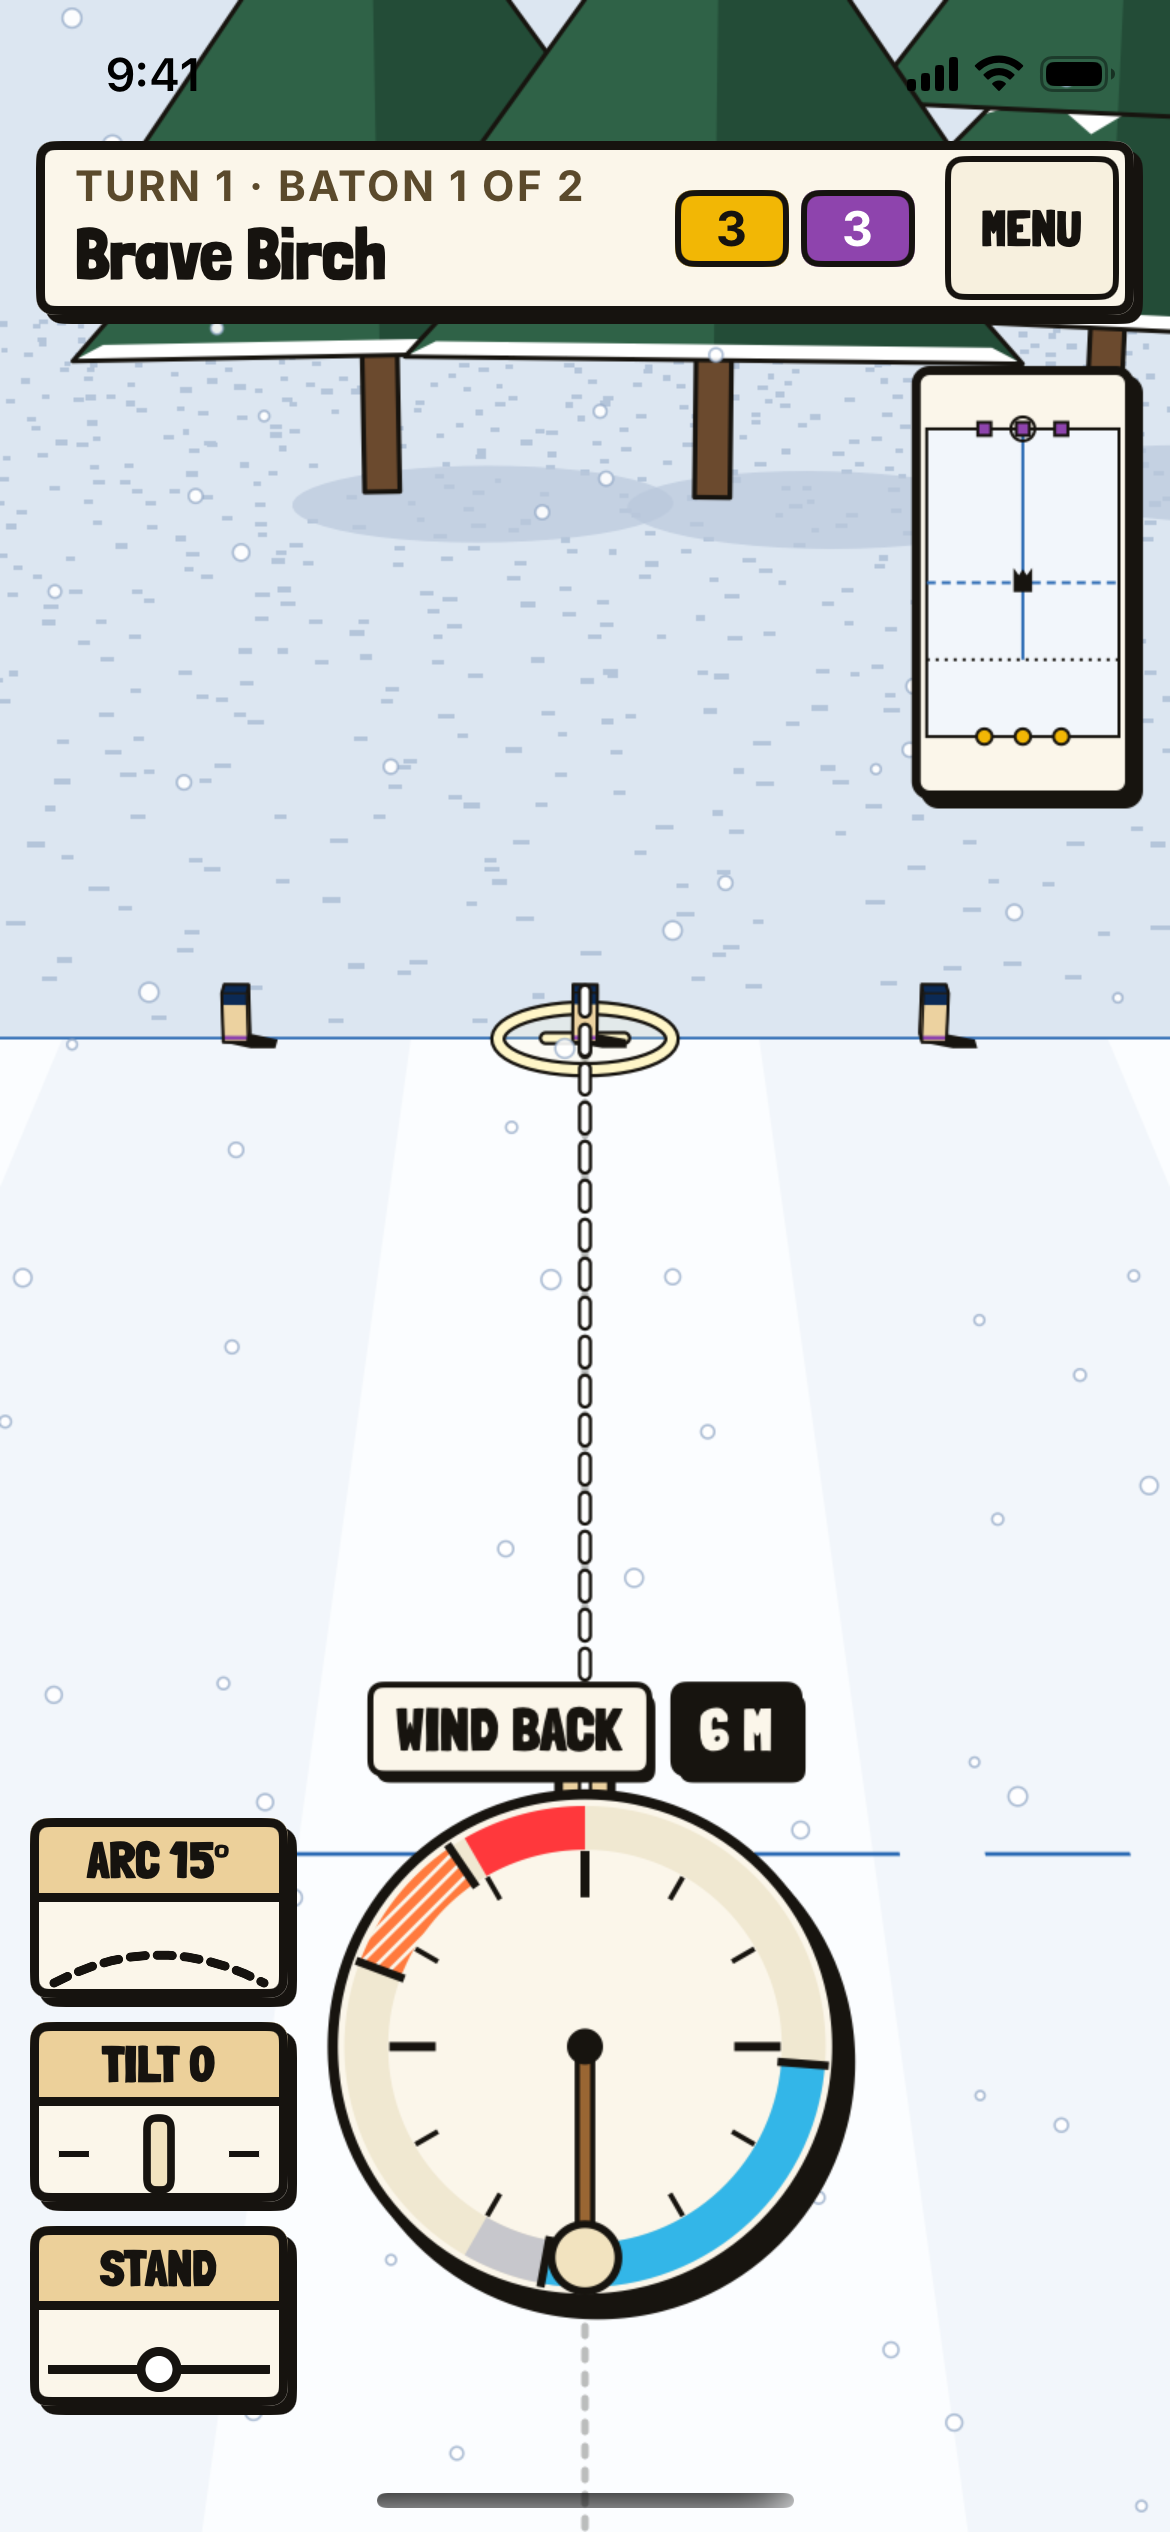 9:41
TURN 1 · BATON 1 OF 2
Brave Birch
3
3
MENU
WIND BACK
6 M
ARC 15°
TILT 0
STAND